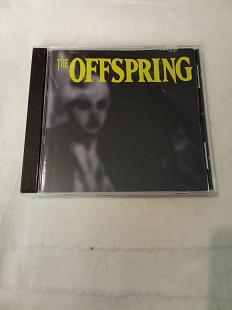 THE OFFSPRING